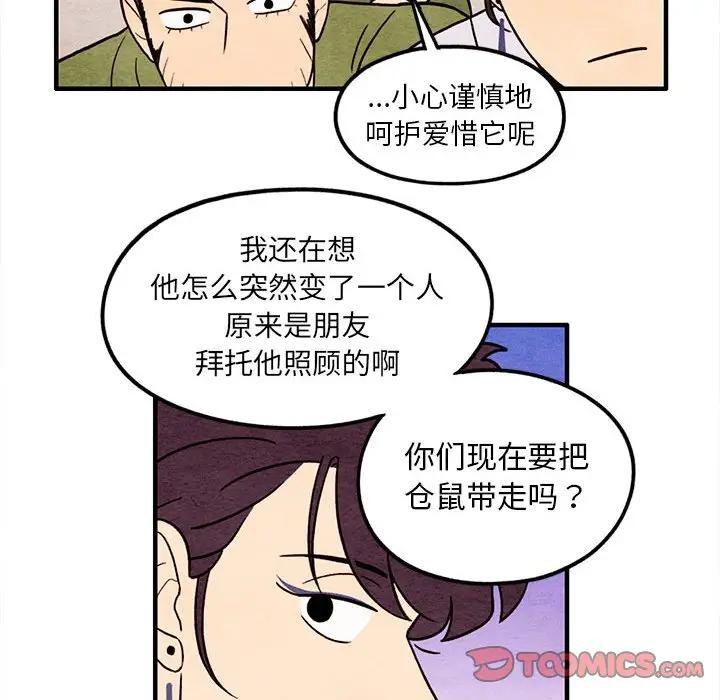 …小心谨慎地
呵护爱惜它呢
我还在想
他怎么突然变了一个人
原来是朋友
拜托他照顾的啊
你们现在要把
仓鼠带走吗？
TOOMICS.COM